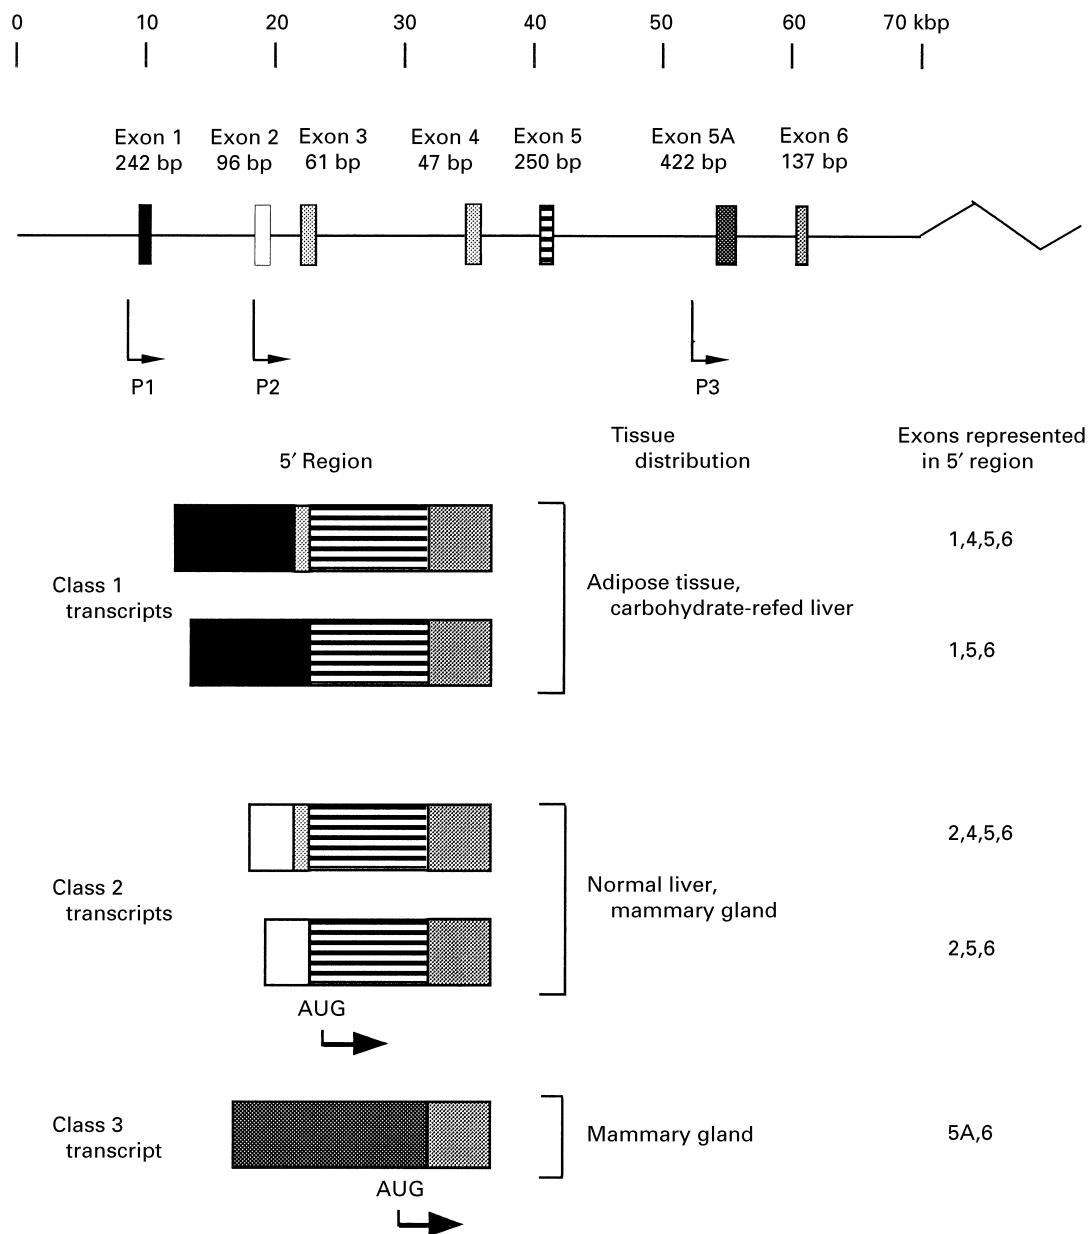 0 10 20 30 40 50 60 70 kbp
Exon 1 Exon 2 Exon 3 Exon 4 Exon 5 Exon 5A Exon 6
242 bp 96 bp 61 bp 47 bp 250 bp 422 bp 137 bp
P1 P2 P3
5′ Region
Tissue
distribution
Exons represented
in 5′ region
Class 1
transcripts
Adipose tissue,
carbohydrate-refed liver
1,4,5,6
1,5,6
Class 2
transcripts
Normal liver,
mammary gland
2,4,5,6
2,5,6
AUG
Class 3
transcript
Mammary gland
5A,6
AUG